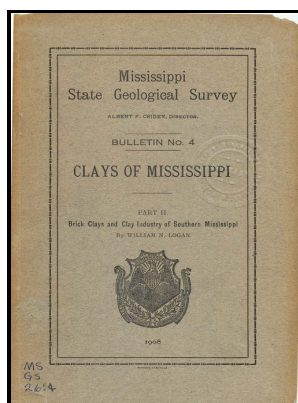 Mississippi
State Geological Survey
ALBERT F. CRIDER, DIRECTOR.
BULLETIN No. 4
CLAYS OF MISSISSIPPI
PART II.
Brick Clays and Clay Industry of Southern Mississippi
By WILLIAM N. LOGAN
1908
MS
GS
26:4